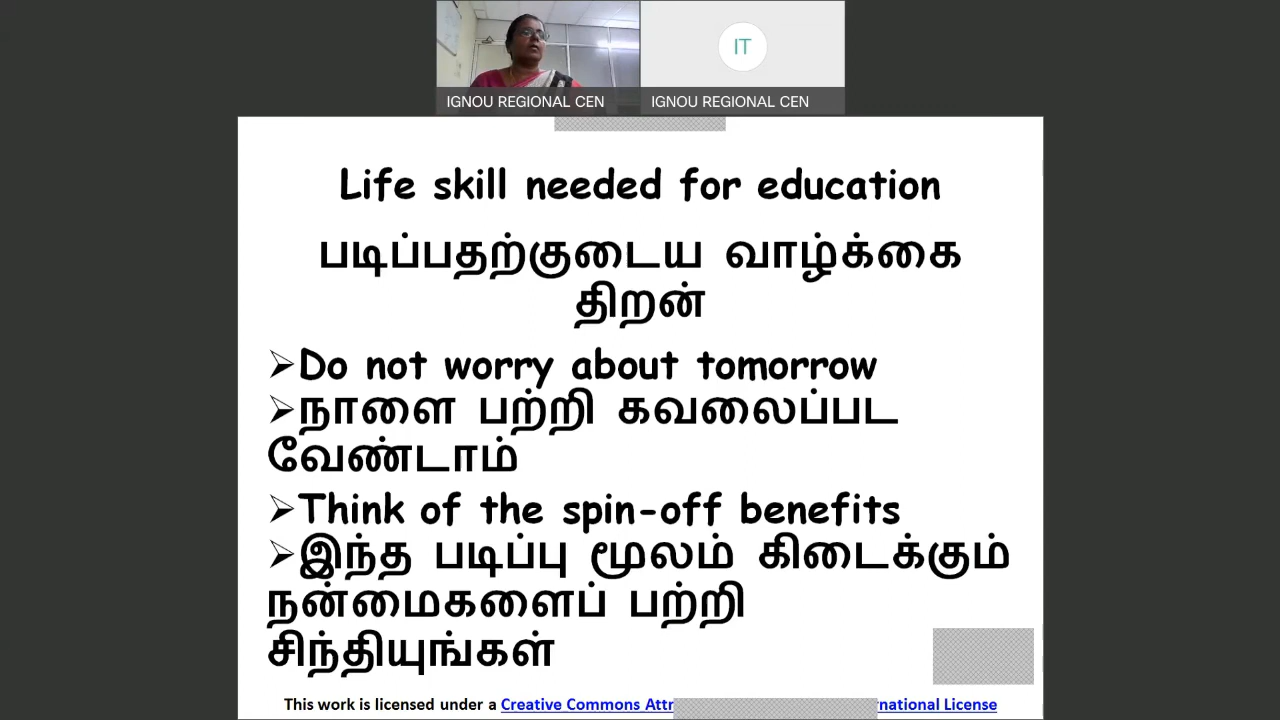 IT
IGNOU REGIONAL CEN
IGNOU REGIONAL CEN
Life skill needed for education
படிப்பதற்குடைய வாழ்க்கை
திறன்
➢Do not worry about tomorrow
➢நாளை பற்றி கவலைப்பட
வேண்டாம்
➢Think of the spin-off benefits
➢இந்த படிப்பு மூலம் கிடைக்கும்
நன்மைகளைப் பற்றி
சிந்தியுங்கள்
This work is licensed under a Creative Commons License